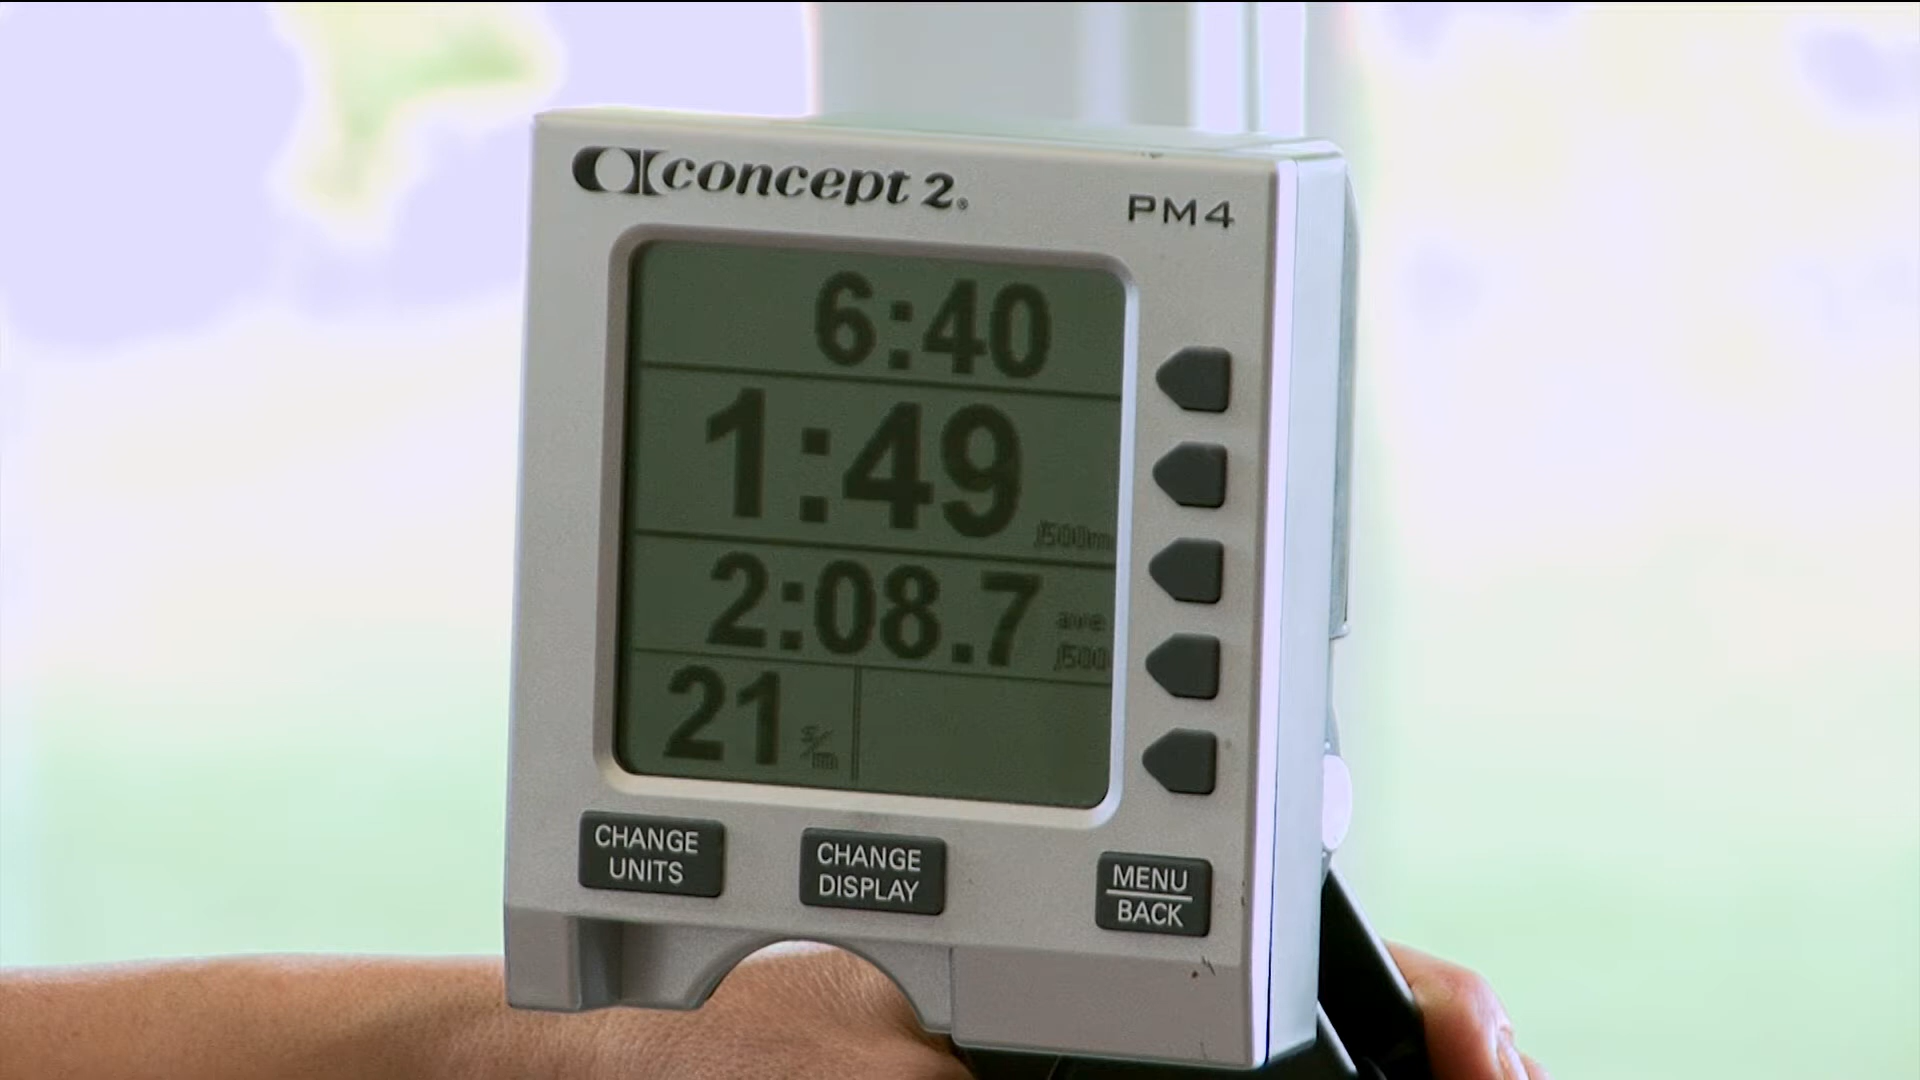 concept 2®
PM4
6:40
1:49 /500m
2:08.7 ave /500
21 s/m
CHANGE UNITS
CHANGE DISPLAY
MENU
BACK